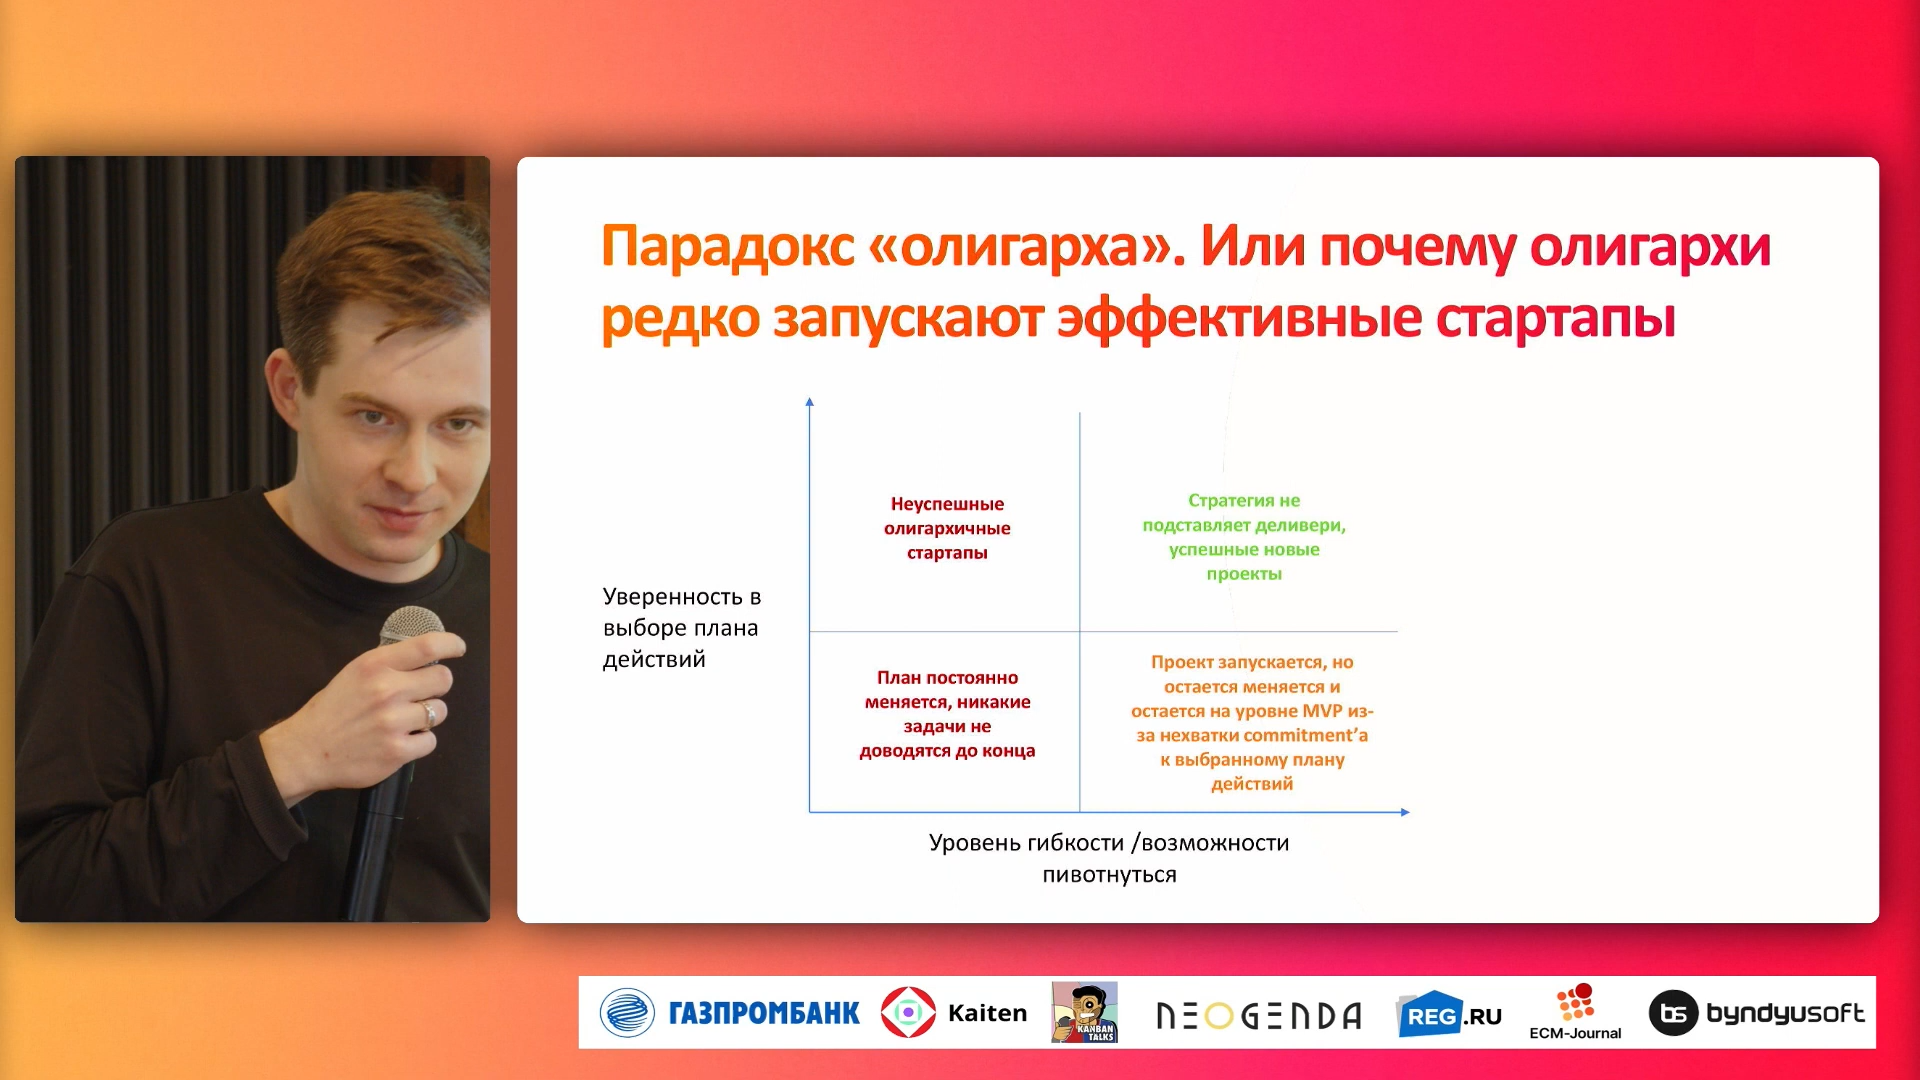 Парадокс «олигарха». Или почему олигархи
редко запускают эффективные стартапы
Неуспешные
олигархичные
стартапы
Стратегия не
подставляет деливери,
успешные новые
проекты
Уверенность в
выборе плана
действий
План постоянно
меняется, никакие
задачи не
доводятся до конца
Проект запускается, но
остается меняется и
остается на уровне MVP из-
за нехватки commitment’а
к выбранному плану
действий
Уровень гибкости /возможности
пивотнуться
ГАЗПРОМБАНК
Kaiten
KANBAN
TALKS
NEOGENDA
REG.RU
ECM-Journal
bs byndyusoft